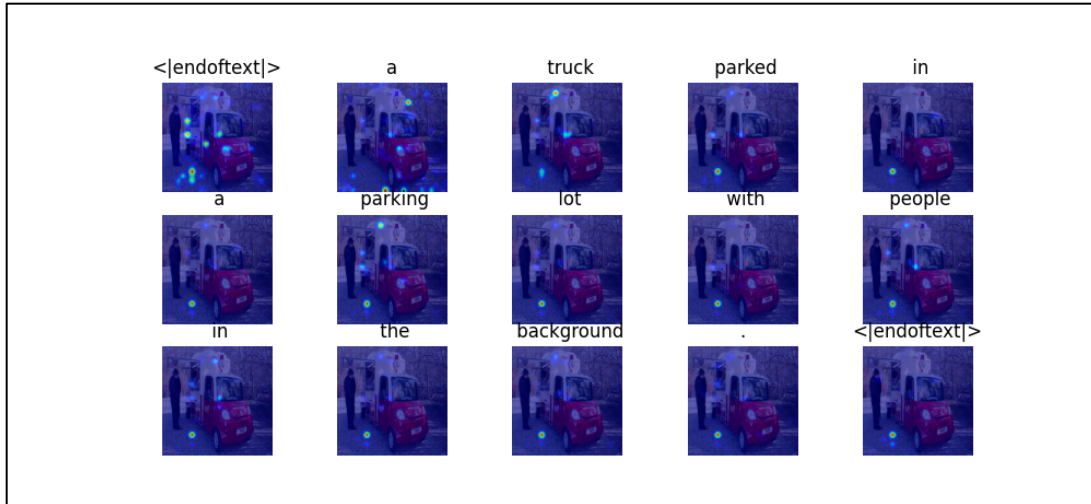 <|endoftext|> a truck parked in
a parking lot with people
in the background . <|endoftext|>